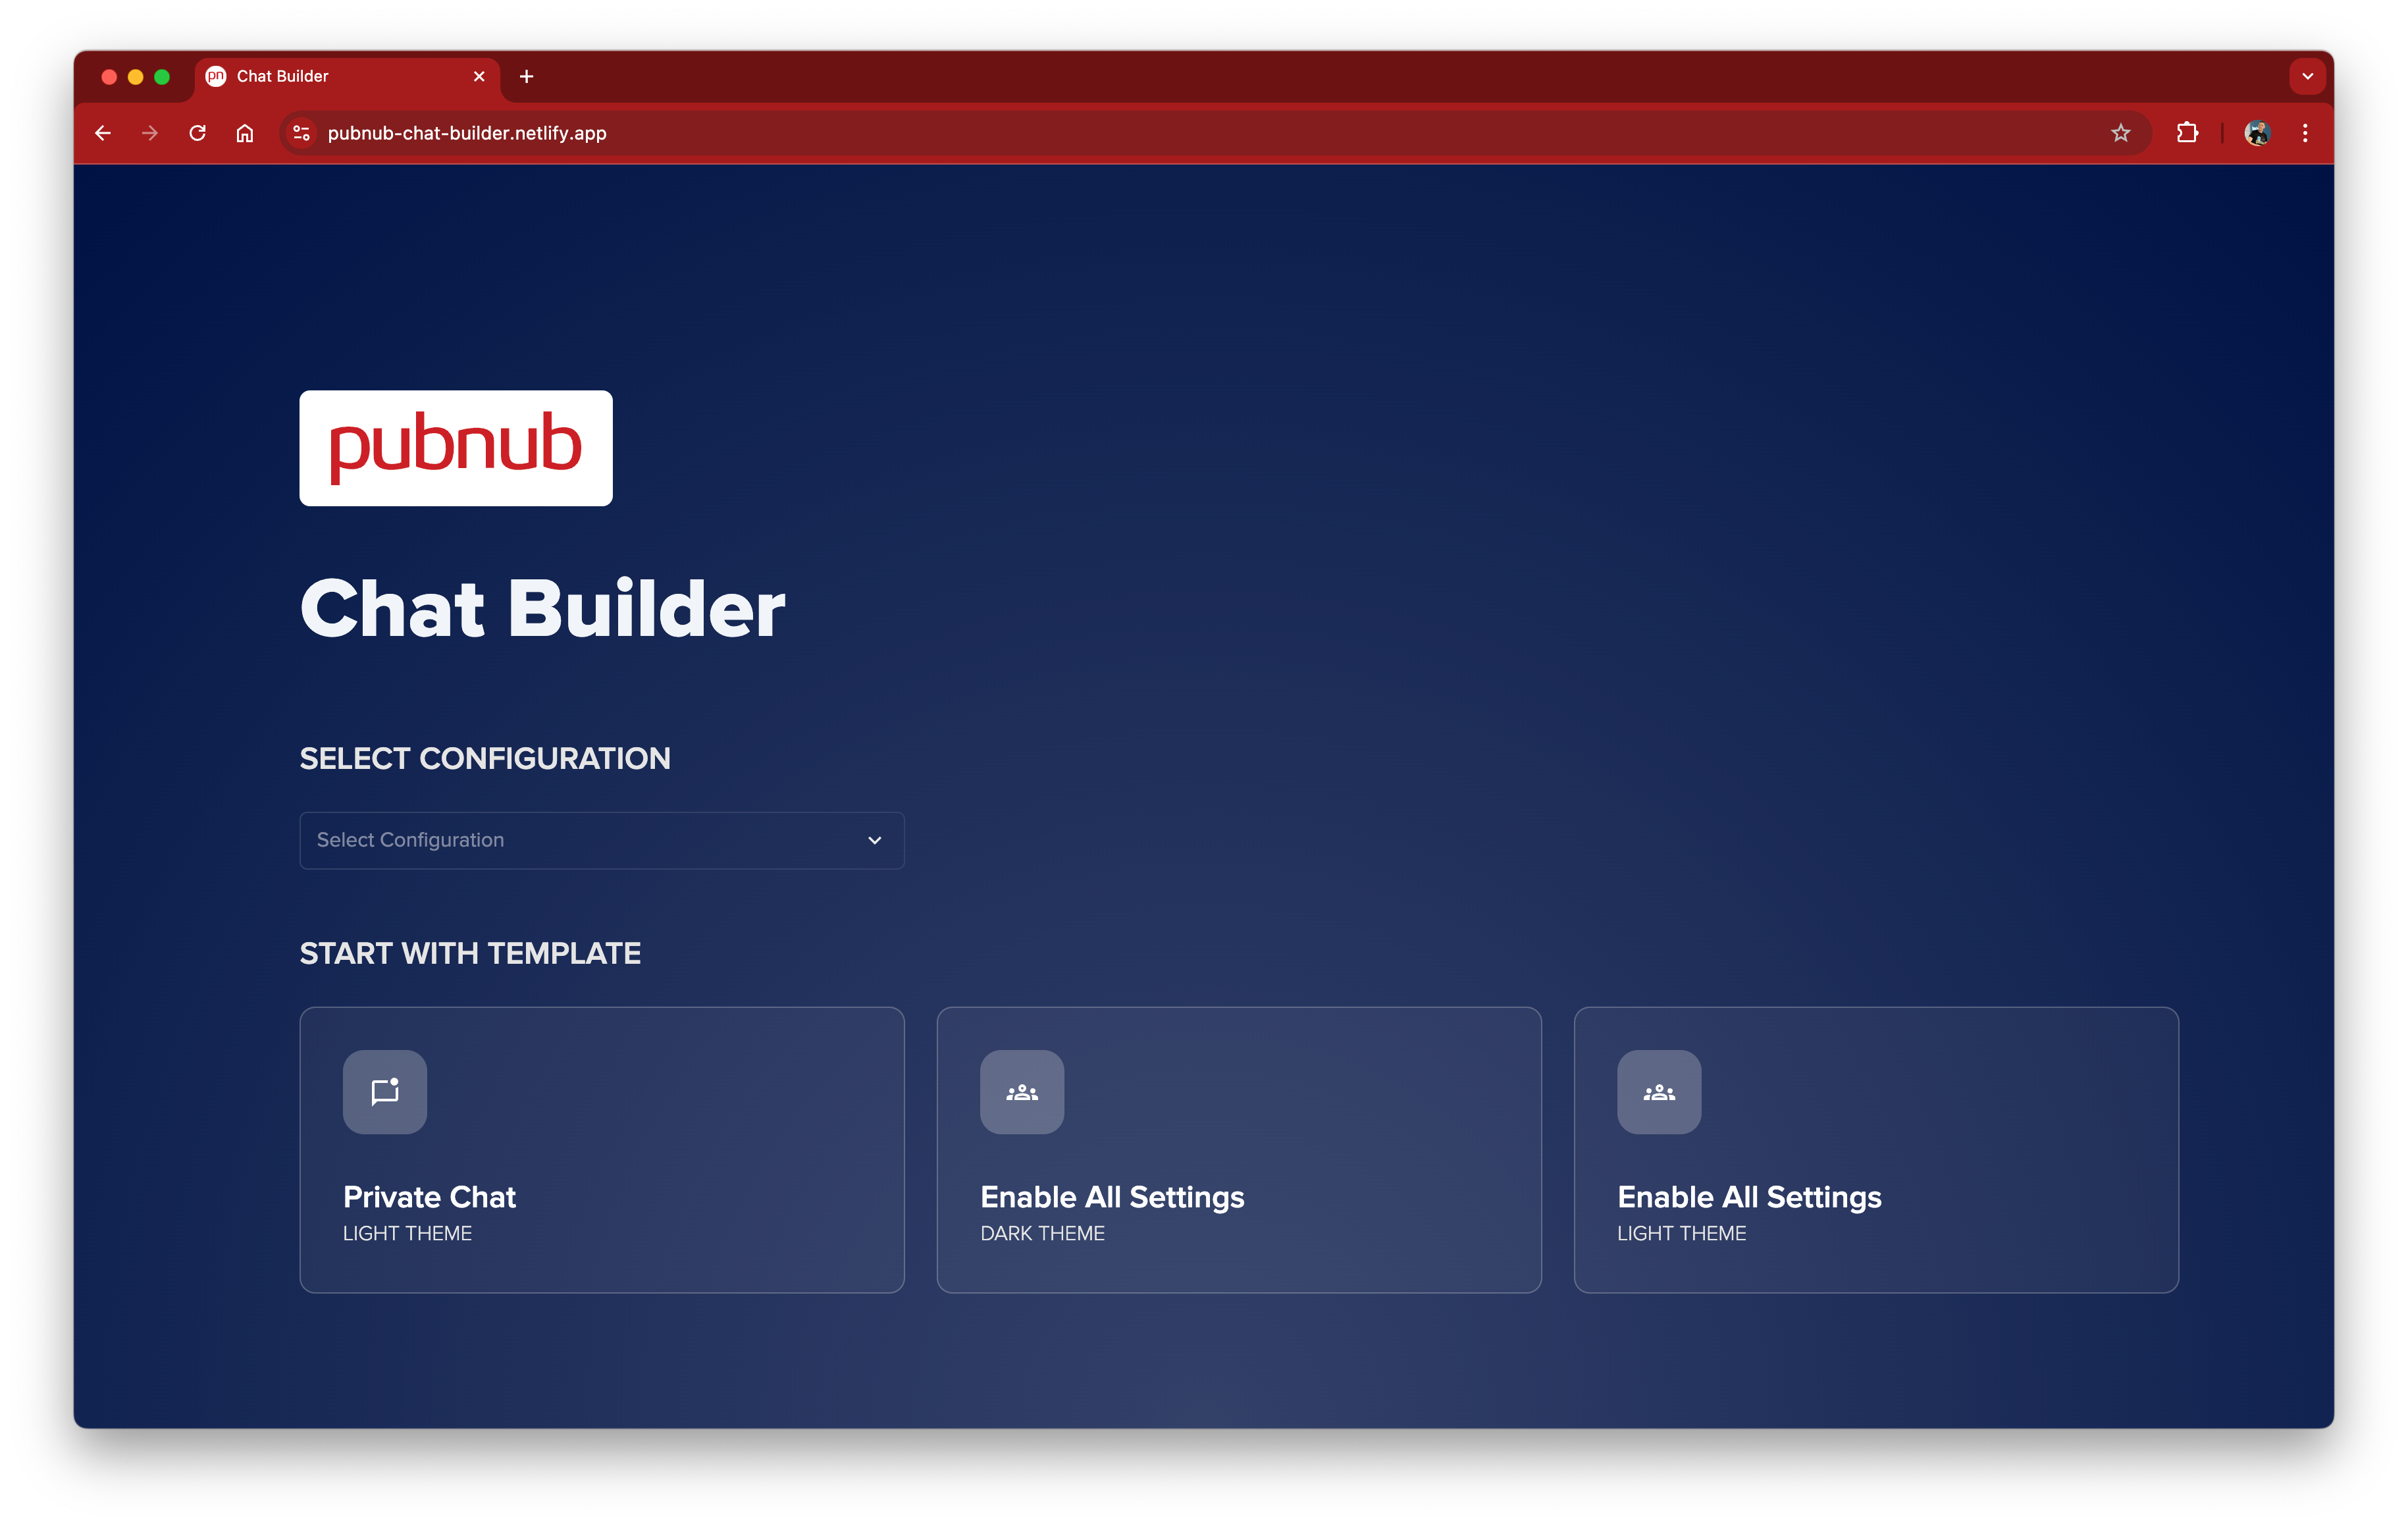 pn Chat Builder
pubnub-chat-builder.netlify.app
pubnub
Chat Builder
SELECT CONFIGURATION
Select Configuration
START WITH TEMPLATE
Private Chat
LIGHT THEME
Enable All Settings
DARK THEME
Enable All Settings
LIGHT THEME